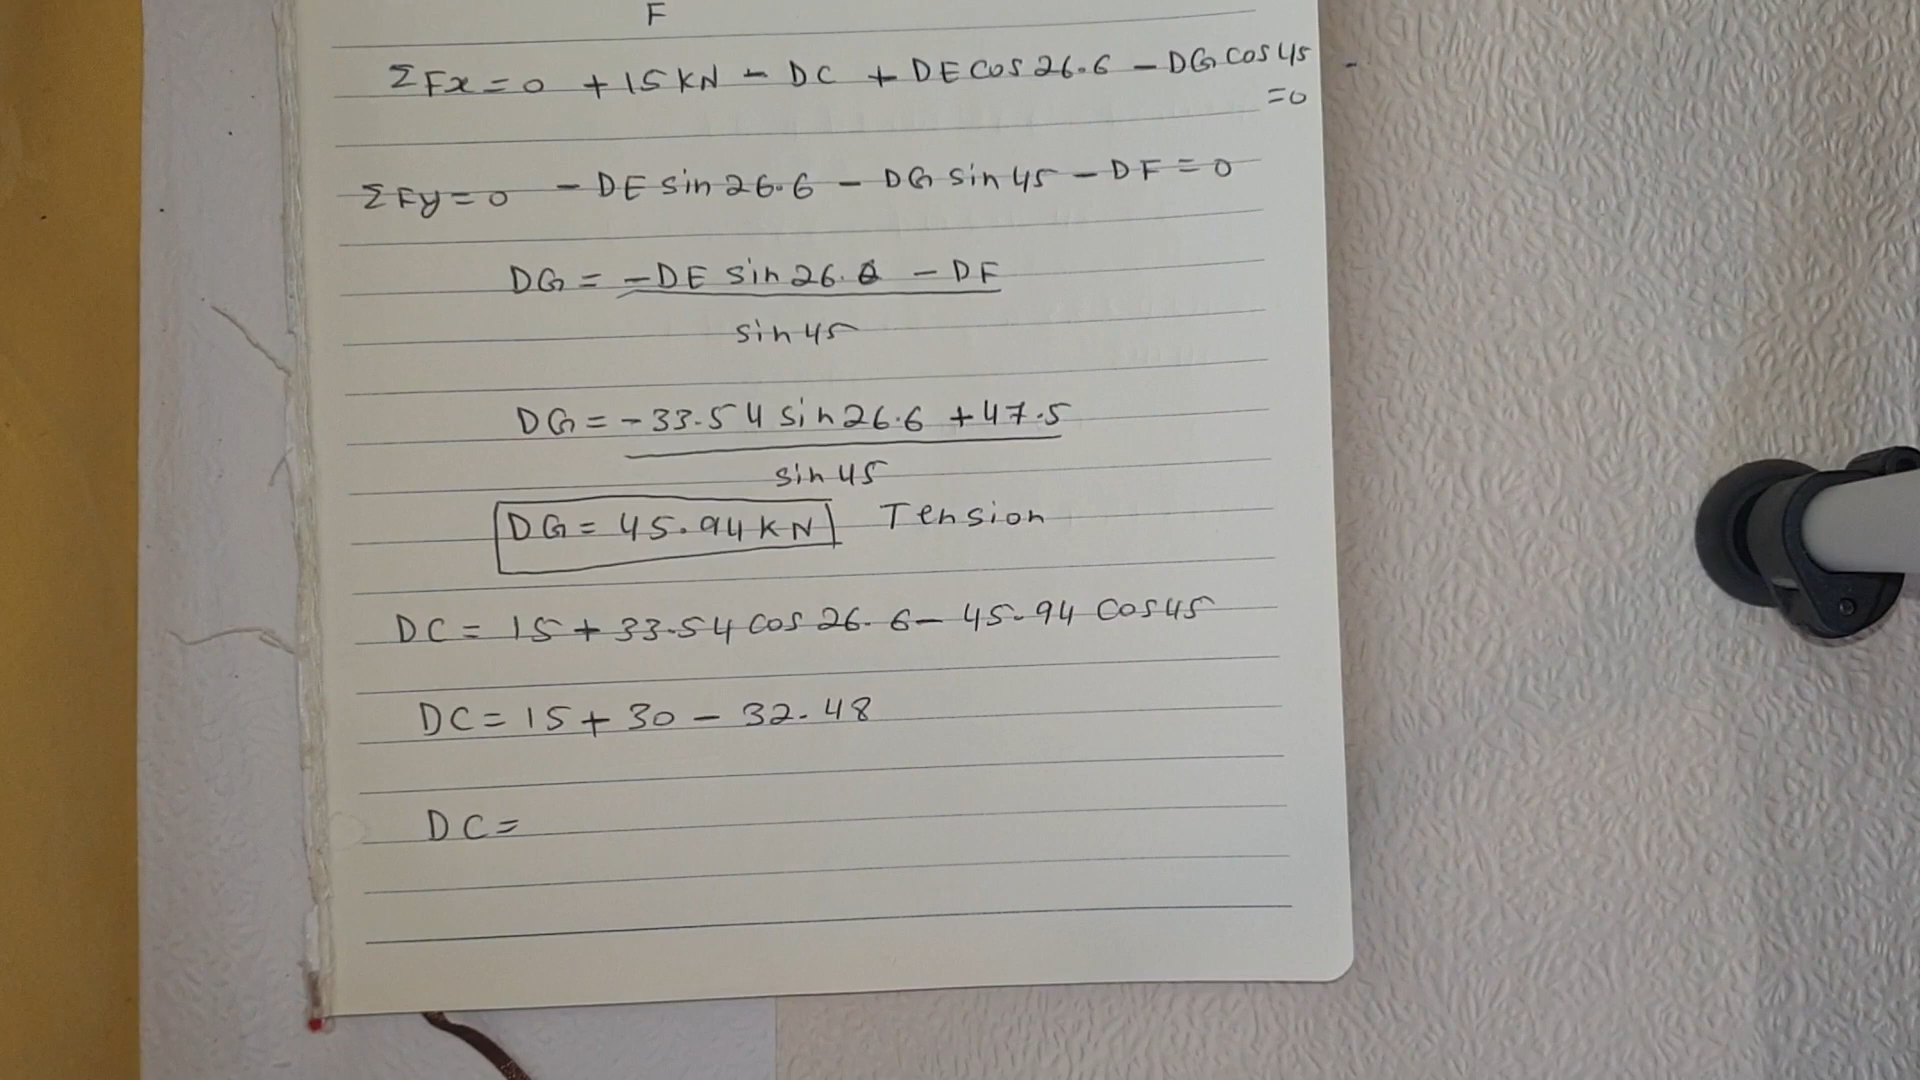 F
ΣFx = 0 + 15 KN - DC + DE cos 26.6 - DG cos 45
= 0
ΣFy = 0 - DE sin 26.6 - DG sin 45 - DF = 0
DG = -DE sin 26.6 - DF
sin 45
DG = -33.54 sin 26.6 + 47.5
sin 45
DG = 45.94 KN Tension
DC = 15 + 33.54 cos 26.6 - 45.94 cos 45
DC = 15 + 30 - 32.48
DC =